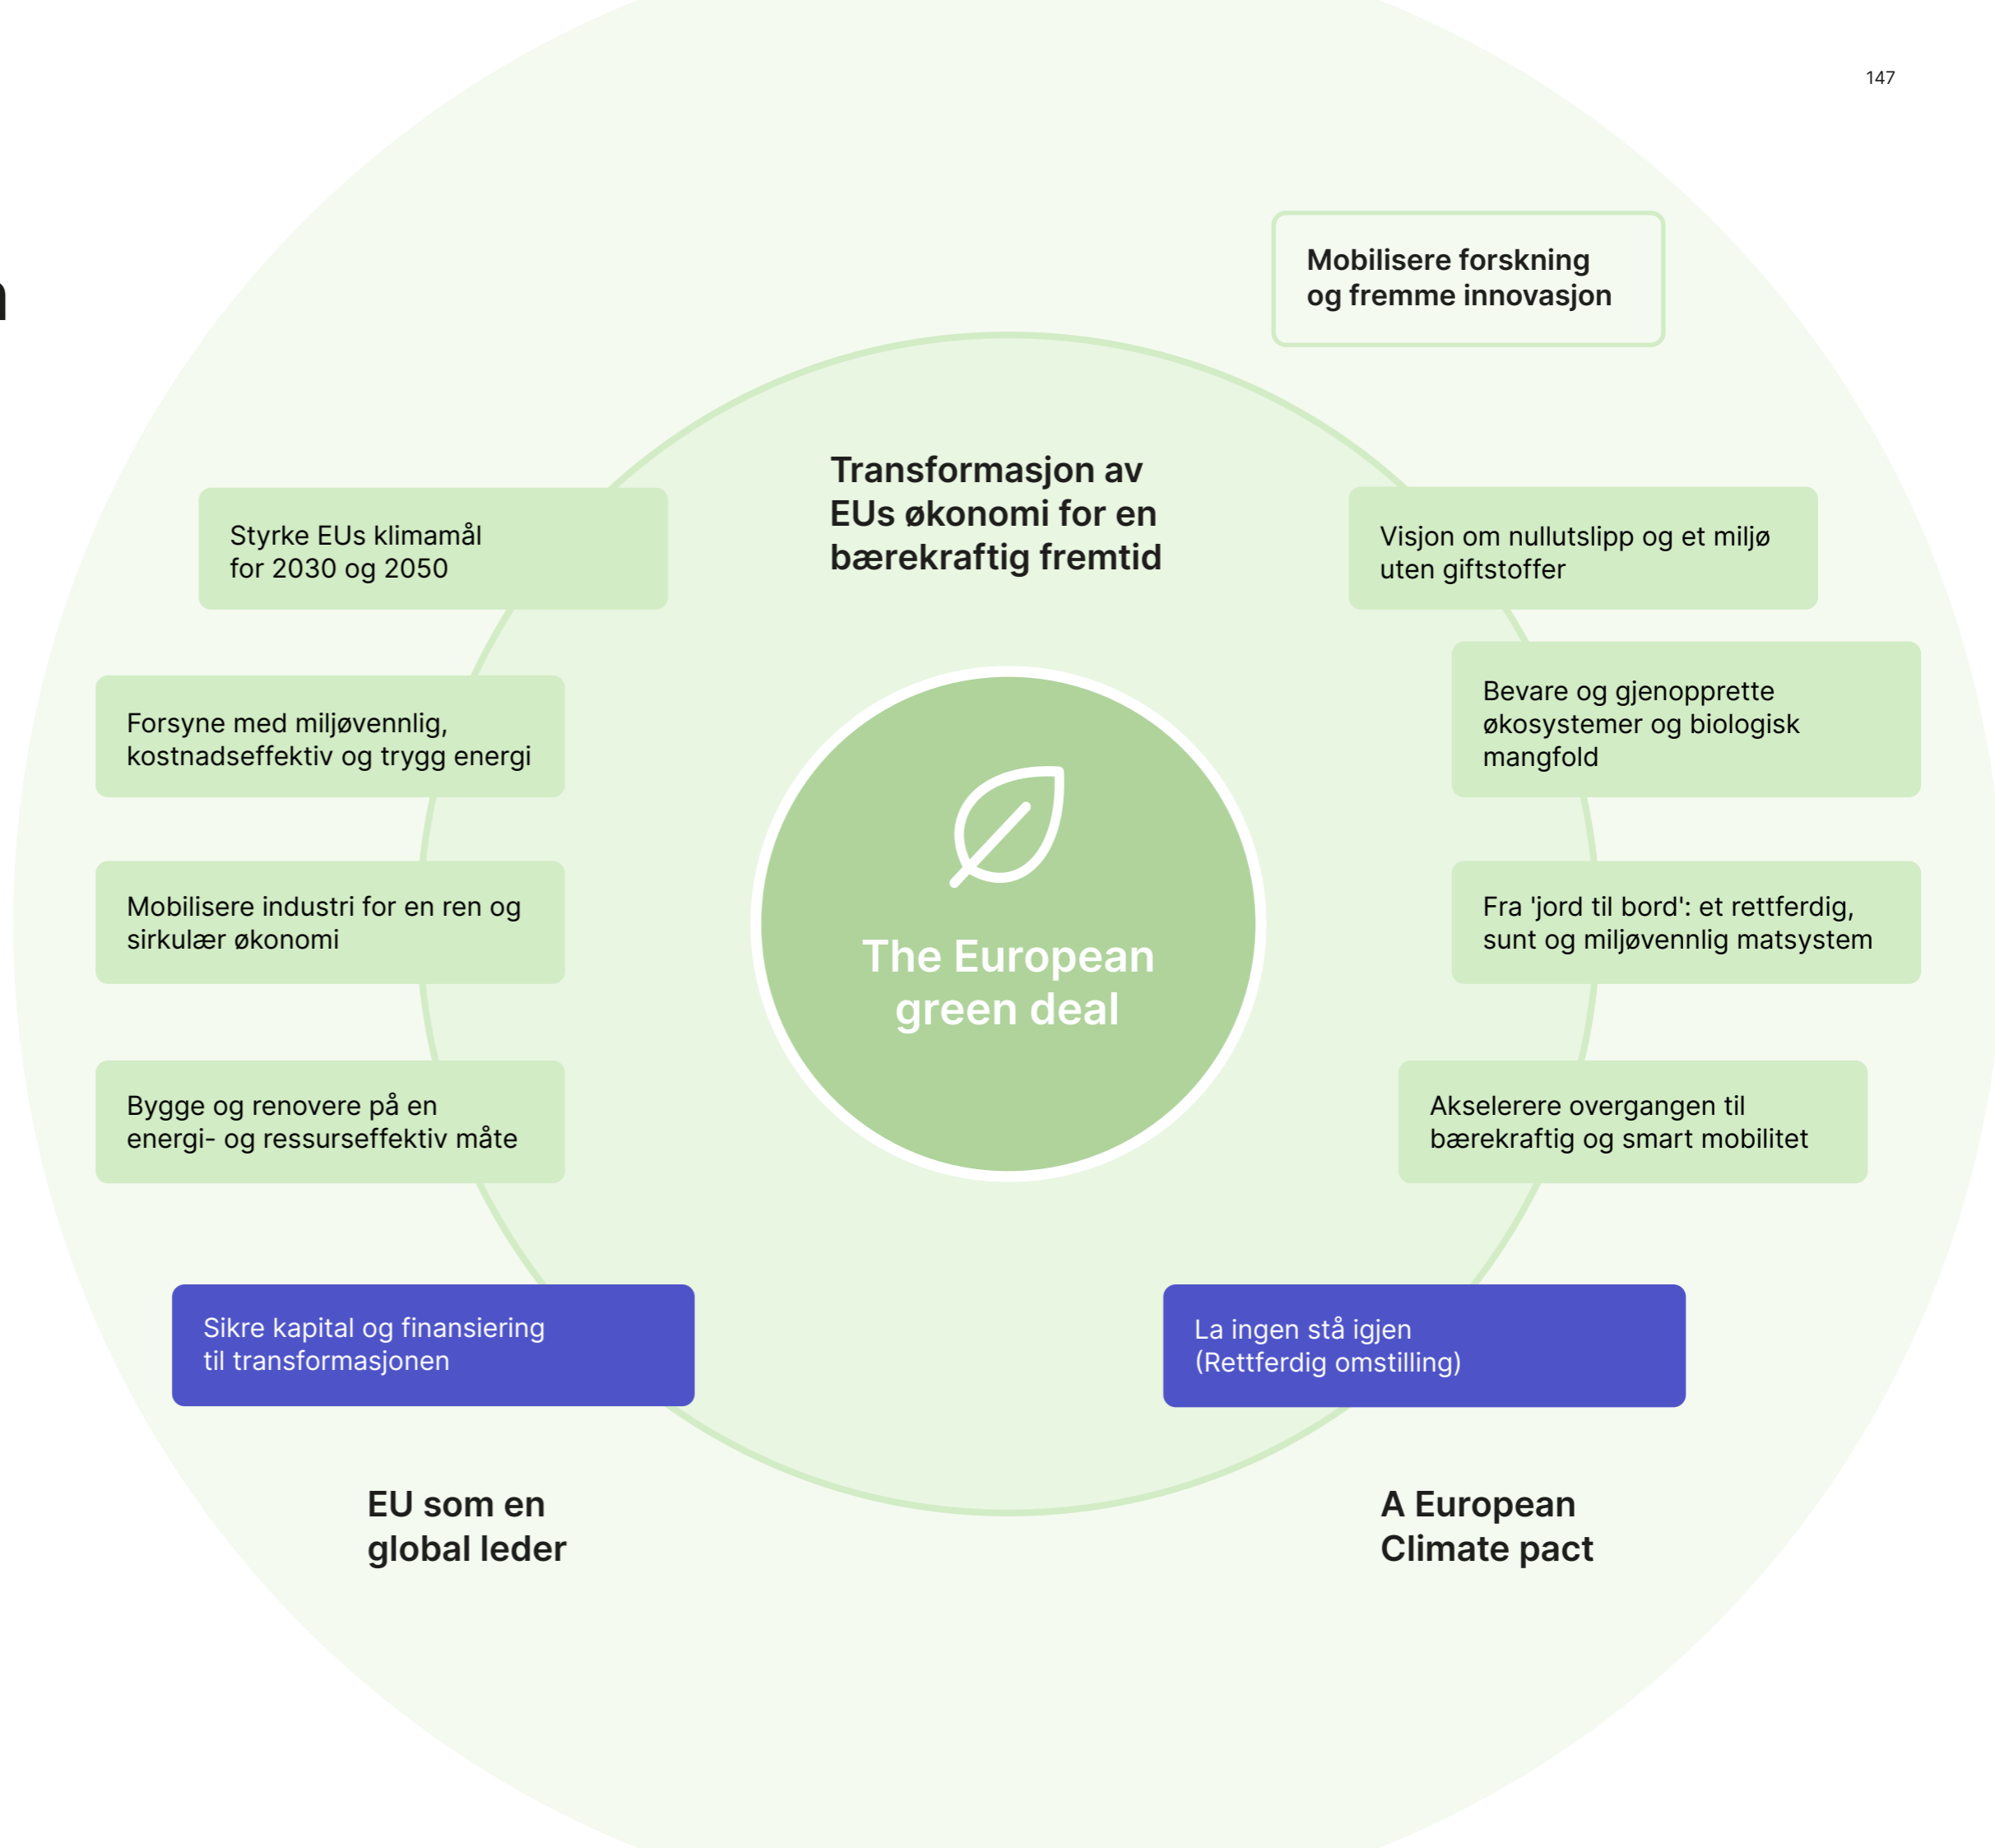 147
Mobilisere forskning
og fremme innovasjon
Transformasjon av
EUs økonomi for en
bærekraftig fremtid
Styrke EUs klimamål
for 2030 og 2050
Forsyne med miljøvennlig,
kostnadseffektiv og trygg energi
Mobilisere industri for en ren og
sirkulær økonomi
Bygge og renovere på en
energi- og ressurseffektiv måte
Visjon om nullutslipp og et miljø
uten giftstoffer
Bevare og gjenopprette
økosystemer og biologisk
mangfold
Fra 'jord til bord': et rettferdig,
sunt og miljøvennlig matsystem
Akselerere overgangen til
bærekraftig og smart mobilitet
The European
green deal
Sikre kapital og finansiering
til transformasjonen
La ingen stå igjen
(Rettferdig omstilling)
EU som en
global leder
A European
Climate pact